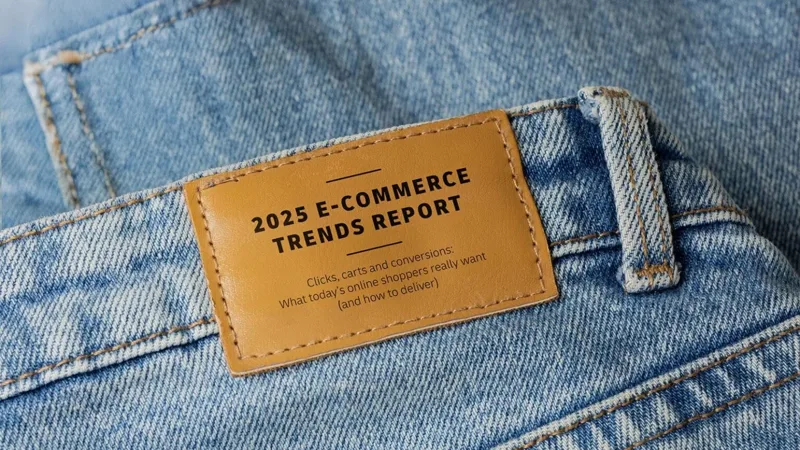 2025 E-COMMERCE
TRENDS REPORT
Clicks, carts and conversions:
What today's online shoppers really want
(and how to deliver)